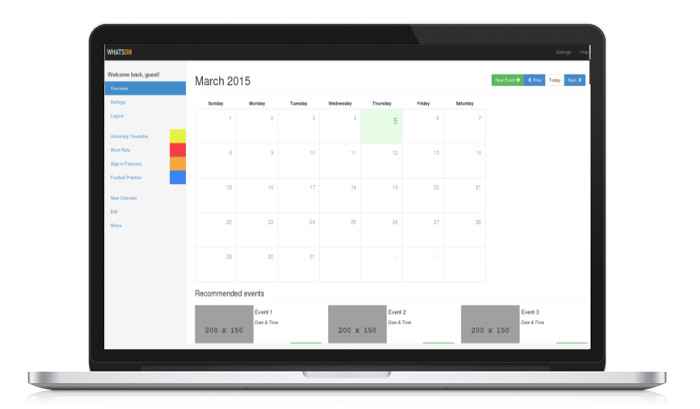 WHATSON
Settings Help
Welcome back, guest!
Overview
Settings
Logout
University Timetable
Work Rota
Gigs in February
Football Practice
New Calendar
Edit
Share
March 2015
New Event Prev Today Next
Sunday Monday Tuesday Wednesday Thursday Friday Saturday
1 2 3 4 5 6 7
8 9 10 11 12 13 14
15 16 17 18 19 20 21
22 23 24 25 26 27 28
29 30 31
Recommended events
200 x 150
Event 1
Date & Time
200 x 150
Event 2
Date & Time
200 x 150
Event 3
Date & Time